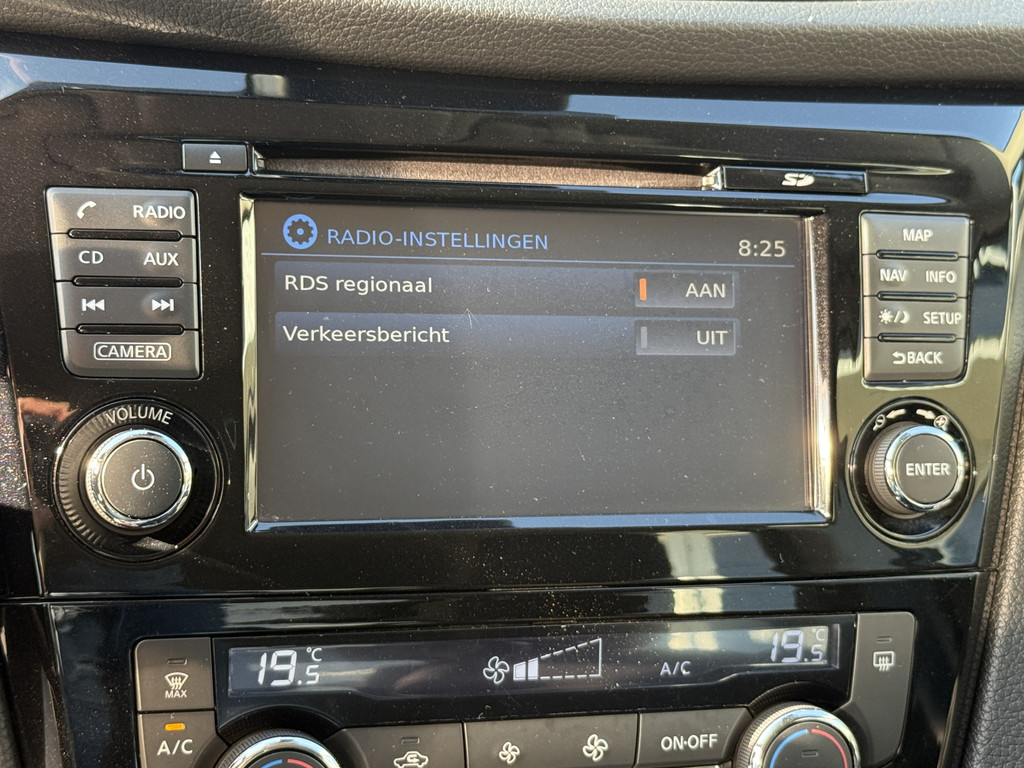 SD
RADIO
CD AUX
CAMERA
VOLUME
RADIO-INSTELLINGEN 8:25
RDS regionaal AAN
Verkeersbericht UIT
MAP
NAV INFO
SETUP
BACK
ENTER
19.5°C A/C 19.5°C
MAX
A/C
ON·OFF